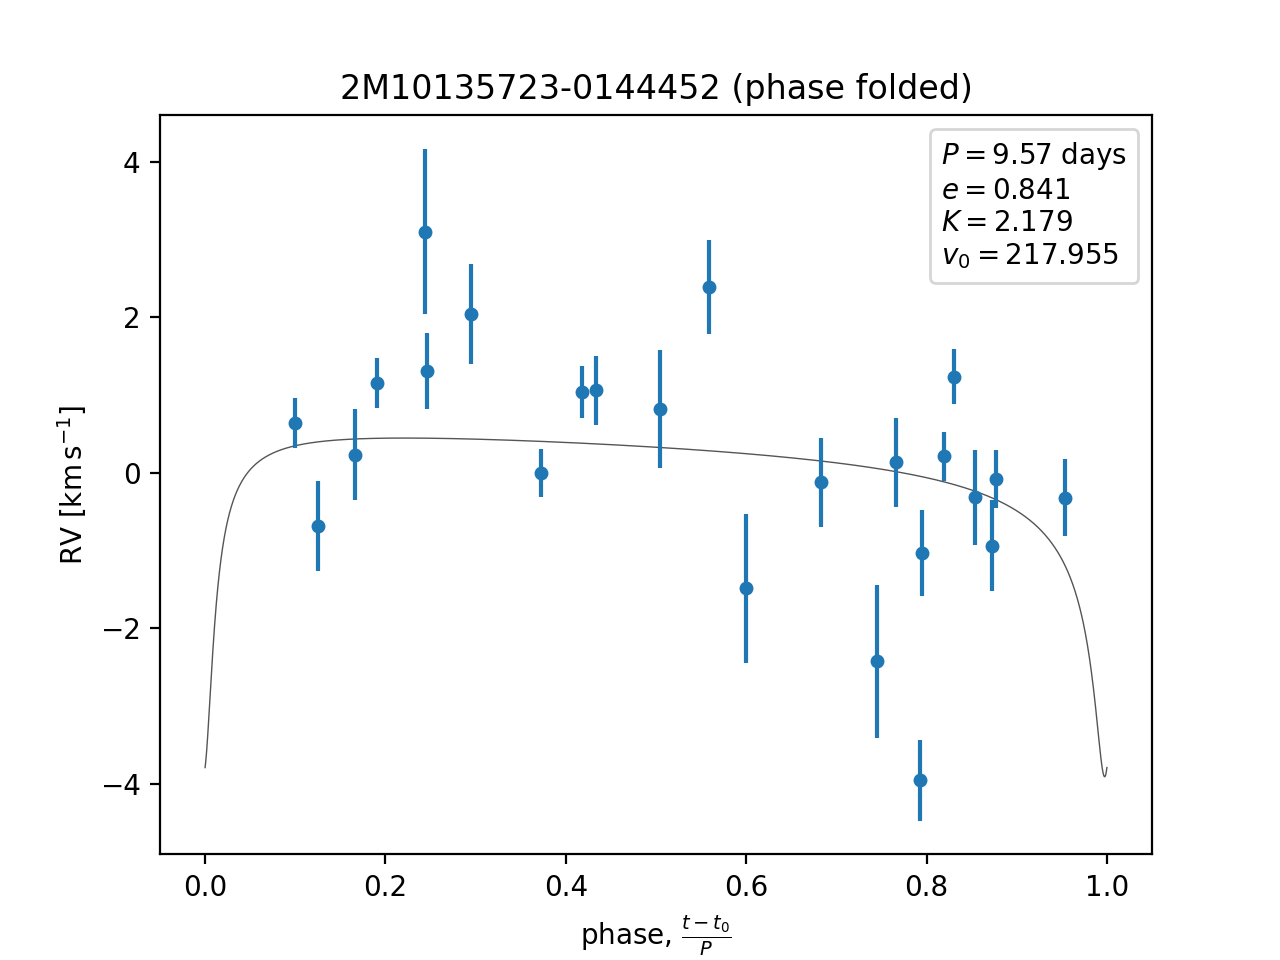 2M10135723-0144452 (phase folded)
P = 9.57 days
e = 0.841
K = 2.179
v₀ = 217.955
4
2
0
−2
−4
RV [km s⁻¹]
0.0 0.2 0.4 0.6 0.8 1.0
phase, (t − t₀)/P